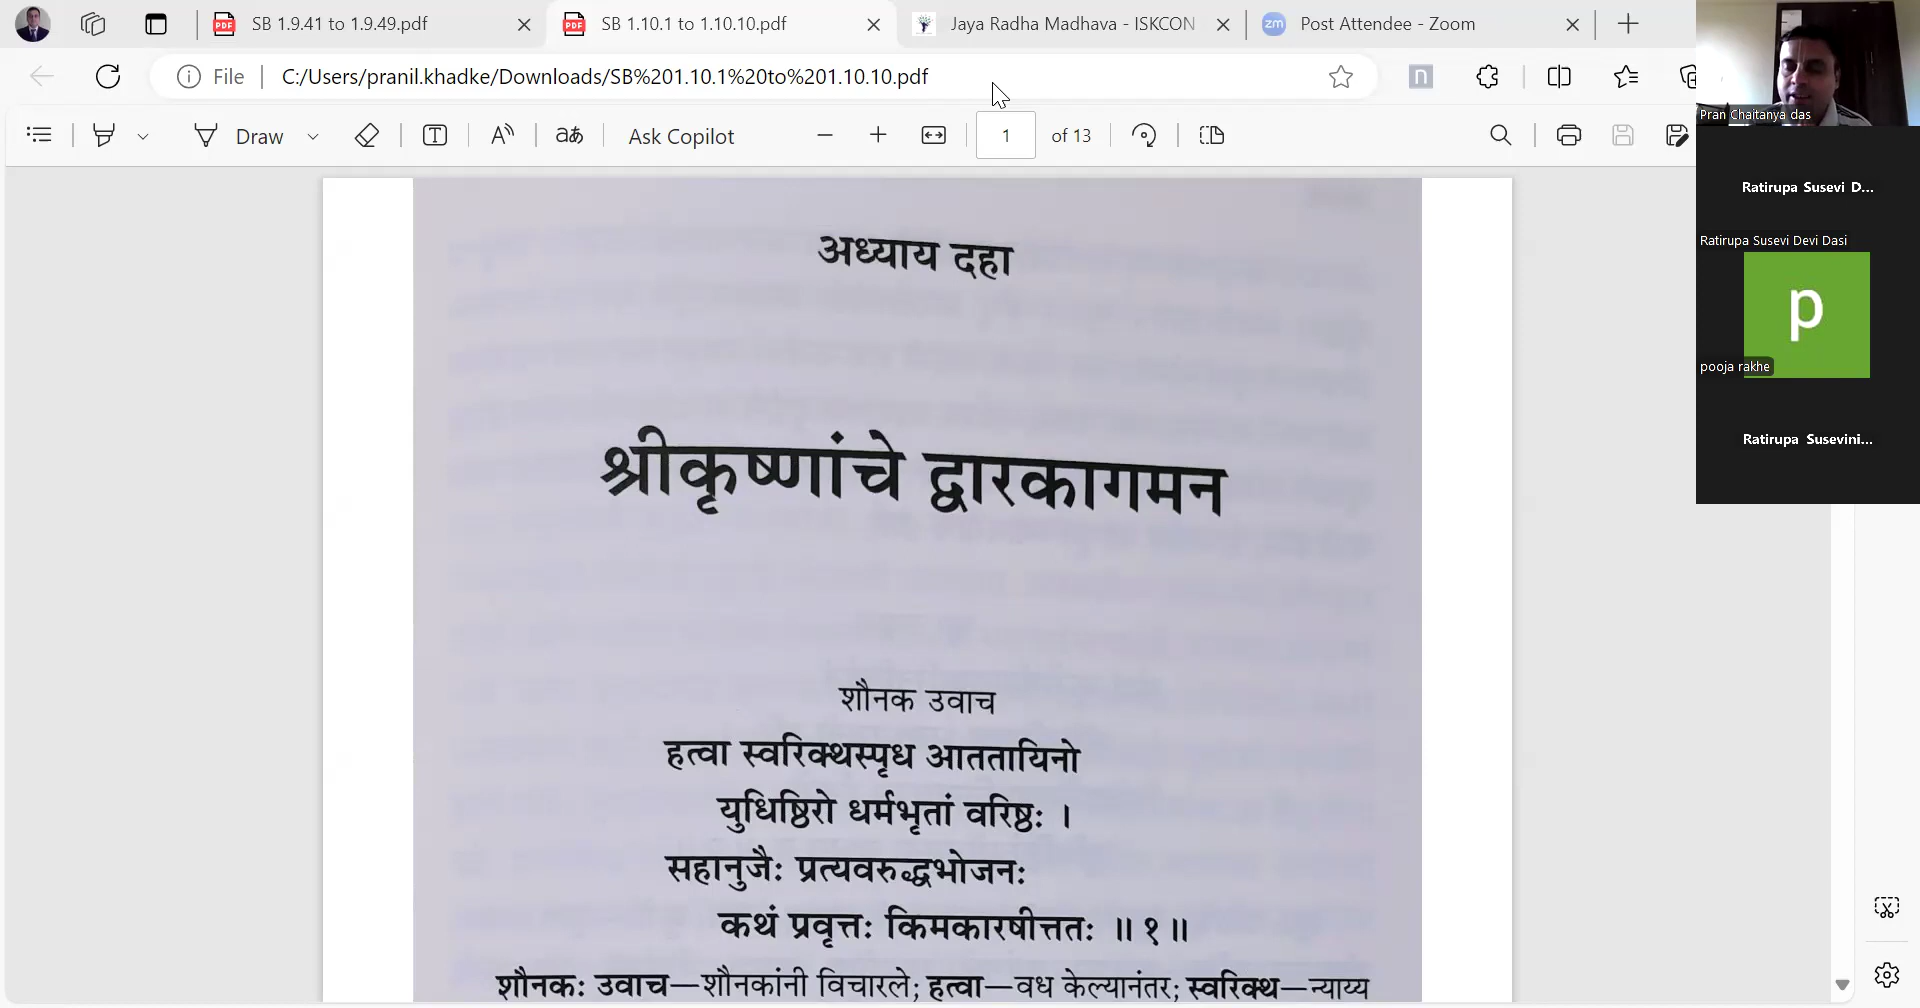 SB 1.9.41 to 1.9.49.pdf
SB 1.10.1 to 1.10.10.pdf
Jaya Radha Madhava - ISKCON
zm Post Attendee - Zoom
File C:/Users/pranil.khadke/Downloads/SB%201.10.1%20to%201.10.10.pdf
Draw
Ask Copilot
1 of 13
अध्याय दहा
श्रीकृष्णांचे द्वारकागमन
शौनक उवाच
हत्वा स्वरिक्थस्पृध आततायिनो
युधिष्ठिरो धर्मभृतां वरिष्ठः ।
सहानुजैः प्रत्यवरुद्धभोजनः
कथं प्रवृत्तः किमकारषीत्ततः ॥ १ ॥
शौनकः उवाच—शौनकांनी विचारले; हत्वा—वध केल्यानंतर; स्वरिक्थ—न्याय्य
Pran Chaitanya das
Ratirupa Susevi D...
Ratirupa Susevi Devi Dasi
p
pooja rakhe
Ratirupa Susevini...